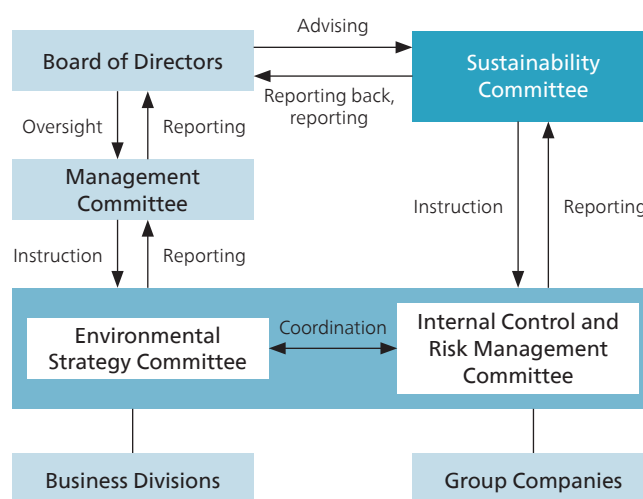 Advising
Board of Directors
Sustainability
Committee
Reporting back,
reporting
Oversight
Reporting
Management
Committee
Instruction
Reporting
Instruction
Reporting
Environmental
Strategy Committee
Coordination
Internal Control and
Risk Management
Committee
Business Divisions
Group Companies